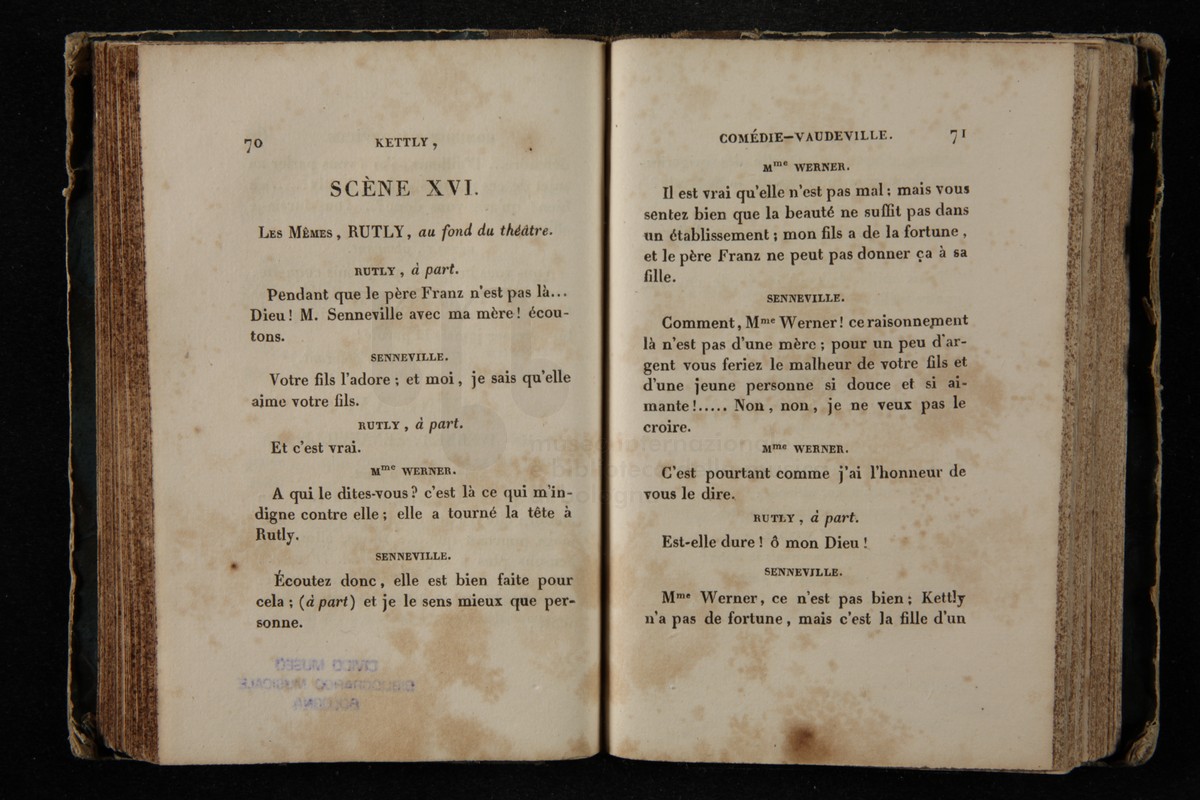 70 KETTLY,
SCÈNE XVI.
LES MÊMES, RUTLY, au fond du théâtre.
RUTLY, à part.
Pendant que le père Franz n'est pas là...
Dieu! M. Senneville avec ma mère! écou-
tons.
SENNEVILLE.
Votre fils l'adore; et moi, je sais qu'elle
aime votre fils.
RUTLY, à part.
Et c'est vrai.
Mme WERNER.
A qui le dites-vous? c'est là ce qui m'in-
digne contre elle; elle a tourné la tête à
Rutly.
SENNEVILLE.
Écoutez donc, elle est bien faite pour
cela; (à part) et je le sens mieux que per-
sonne.
CIVICO MUSEO
BIBLIOGRAFICO MUSICALE
BOLOGNA
COMÉDIE-VAUDEVILLE. 71
Mme WERNER.
Il est vrai qu'elle n'est pas mal: mais vous
sentez bien que la beauté ne suffit pas dans
un établissement; mon fils a de la fortune,
et le père Franz ne peut pas donner ça à sa
fille.
SENNEVILLE.
Comment, Mme Werner! ce raisonnement
là n'est pas d'une mère; pour un peu d'ar-
gent vous feriez le malheur de votre fils et
d'une jeune personne si douce et si ai-
mante!..... Non, non, je ne veux pas le
croire.
Mme WERNER.
C'est pourtant comme j'ai l'honneur de
vous le dire.
RUTLY, à part.
Est-elle dure! ô mon Dieu!
SENNEVILLE.
Mme Werner, ce n'est pas bien; Kettly
n'a pas de fortune, mais c'est la fille d'un
museo internazionale
e biblioteca
bologna